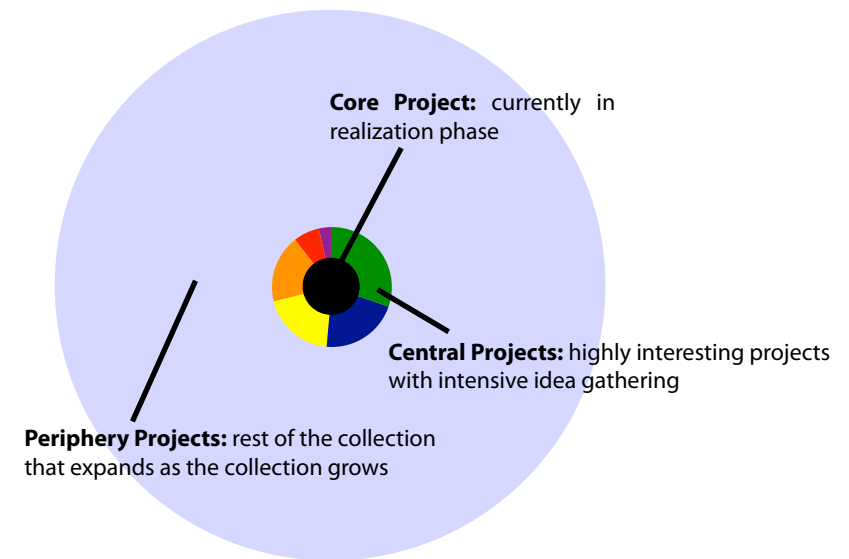 Core Project: currently in
realization phase
Central Projects: highly interesting projects
with intensive idea gathering
Periphery Projects: rest of the collection
that expands as the collection grows